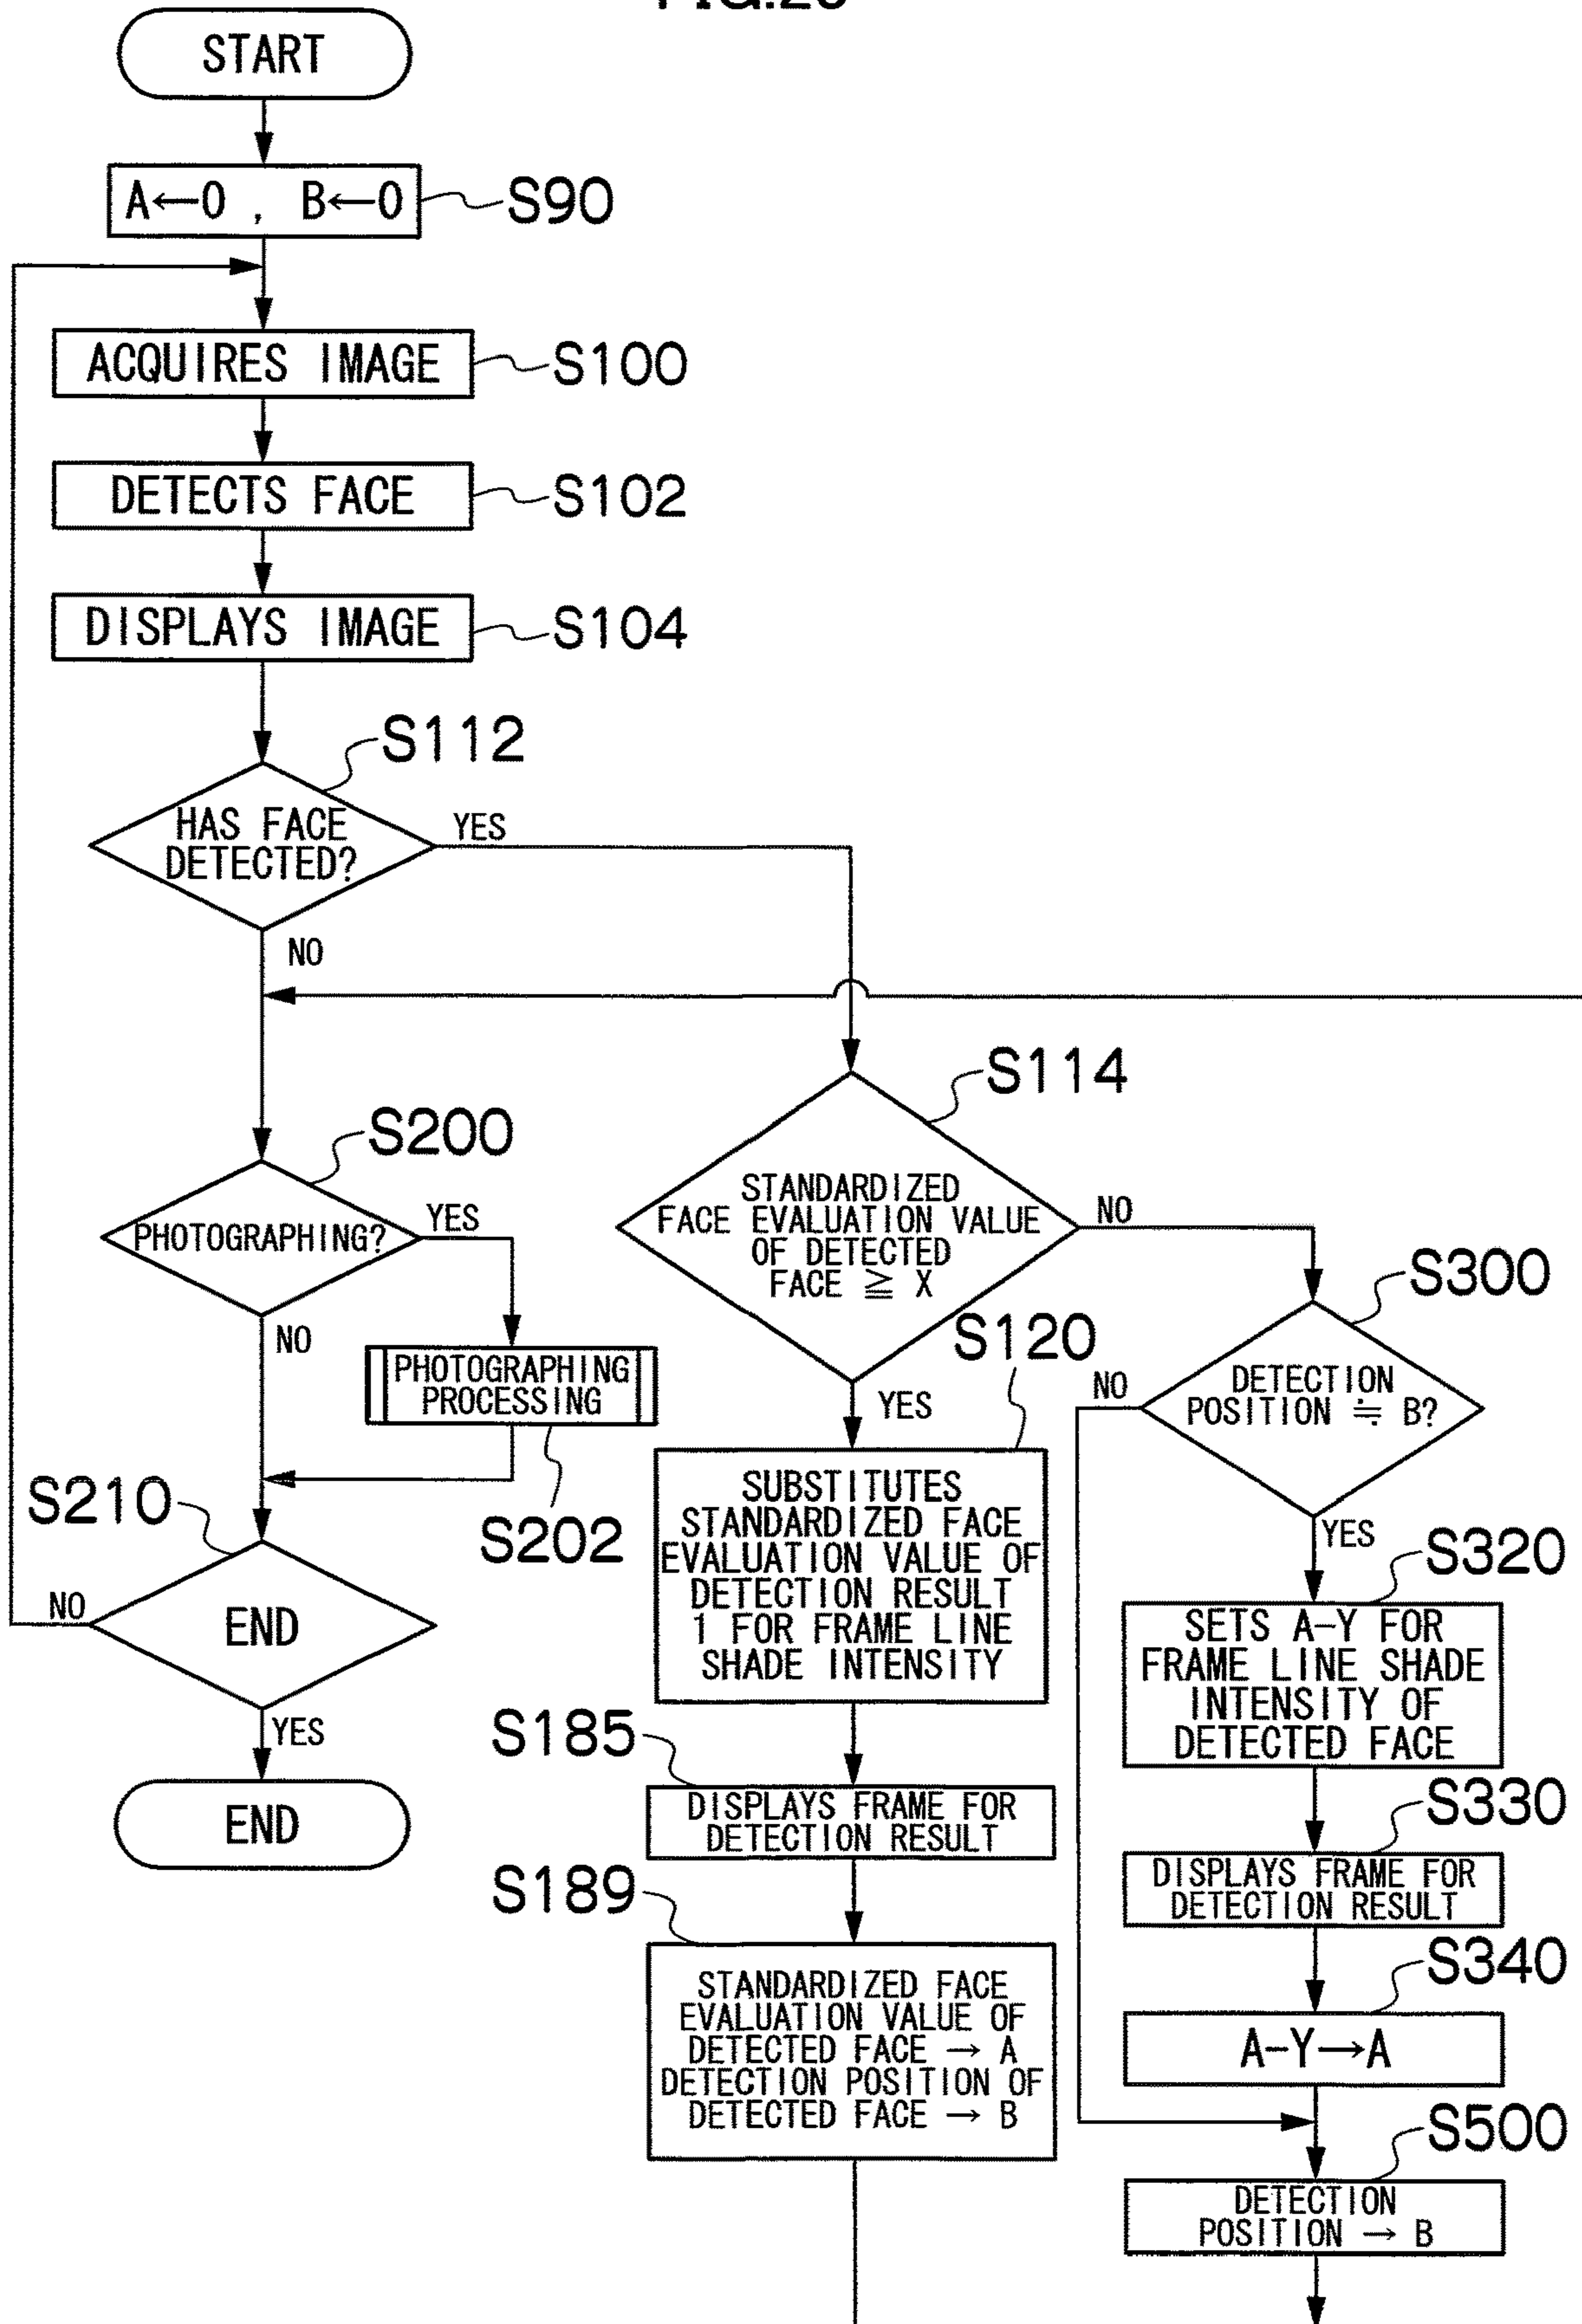 START
A←0 , B←0
S90
ACQUIRES IMAGE
S100
DETECTS FACE
S102
DISPLAYS IMAGE
S104
S112
HAS FACE
DETECTED?
YES
NO
S200
PHOTOGRAPHING?
YES
NO
PHOTOGRAPHING
PROCESSING
S202
S210
END
NO
YES
END
S114
STANDARDIZED
FACE EVALUATION VALUE
OF DETECTED
FACE ≧ X
NO
YES
S120
SUBSTITUTES
STANDARDIZED FACE
EVALUATION VALUE OF
DETECTION RESULT
1 FOR FRAME LINE
SHADE INTENSITY
S185
DISPLAYS FRAME FOR
DETECTION RESULT
S189
STANDARDIZED FACE
EVALUATION VALUE OF
DETECTED FACE → A
DETECTION POSITION OF
DETECTED FACE → B
S300
DETECTION
POSITION ≒ B?
NO
YES
S320
SETS A-Y FOR
FRAME LINE SHADE
INTENSITY OF
DETECTED FACE
S330
DISPLAYS FRAME FOR
DETECTION RESULT
S340
A-Y→A
S500
DETECTION
POSITION → B